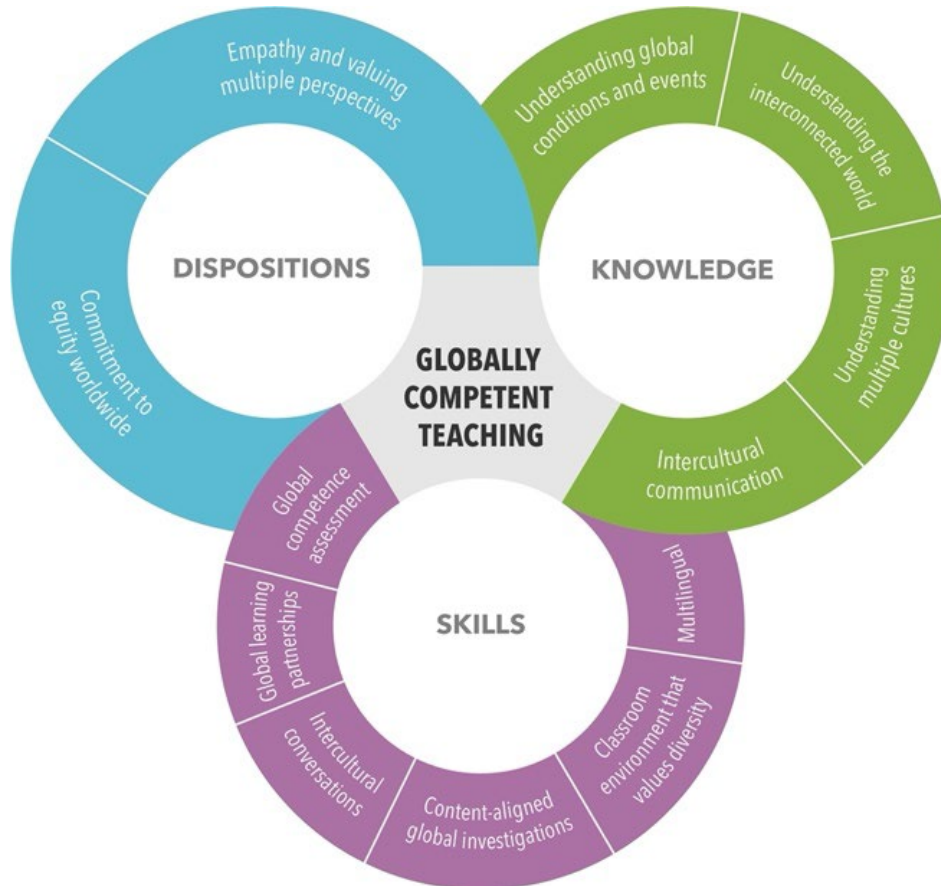 Empathy and valuing
multiple perspectives
Commitment to
equity worldwide
DISPOSITIONS
Understanding global
conditions and events
Understanding the
interconnected world
Understanding
multiple cultures
Intercultural
communication
KNOWLEDGE
GLOBALLY
COMPETENT
TEACHING
Global
competence
assessment
Global learning
partnerships
Intercultural
conversations
Content-aligned
global investigations
Classroom
environment that
values diversity
Multilingual
SKILLS